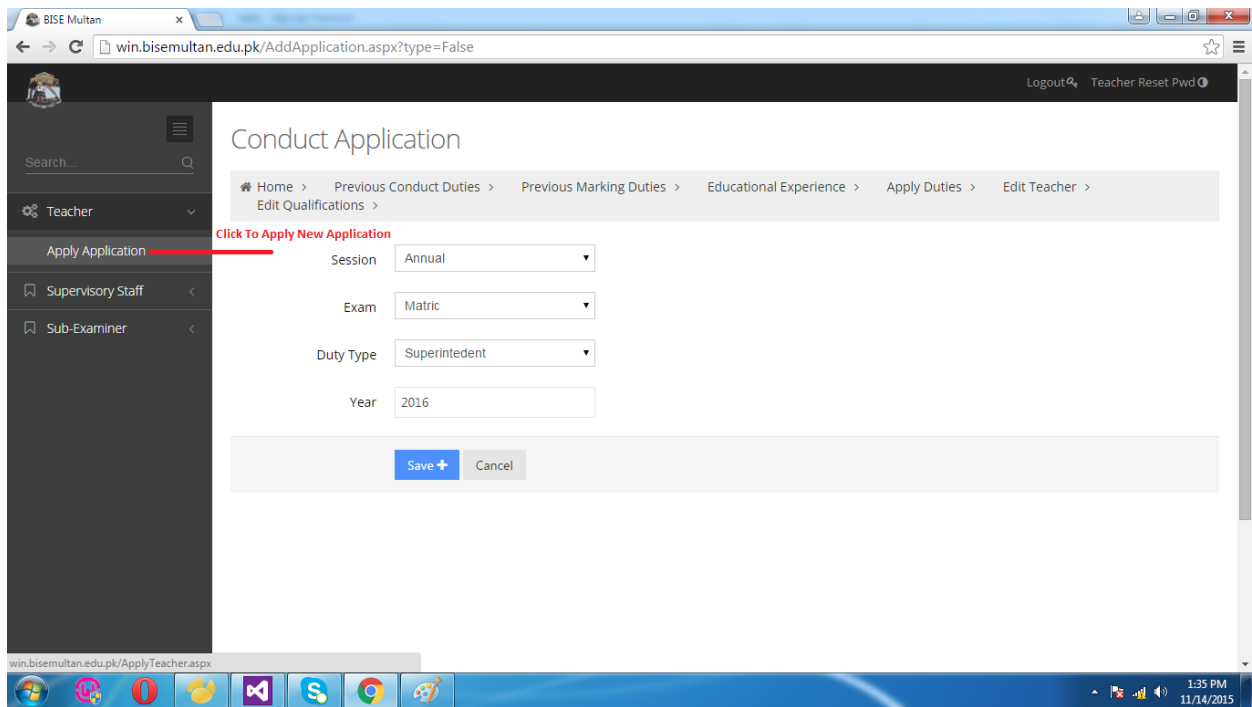 BISE Multan
win.bisemultan.edu.pk/AddApplication.aspx?type=False
Logout Teacher Reset Pwd
Search...
Conduct Application
Home > Previous Conduct Duties > Previous Marking Duties > Educational Experience > Apply Duties > Edit Teacher >
Edit Qualifications >
Teacher
Click To Apply New Application
Apply Application
Session Annual
Supervisory Staff
Exam Matric
Sub-Examiner
Duty Type Superintedent
Year 2016
Save Cancel
win.bisemultan.edu.pk/ApplyTeacher.aspx
1:35 PM
11/14/2015